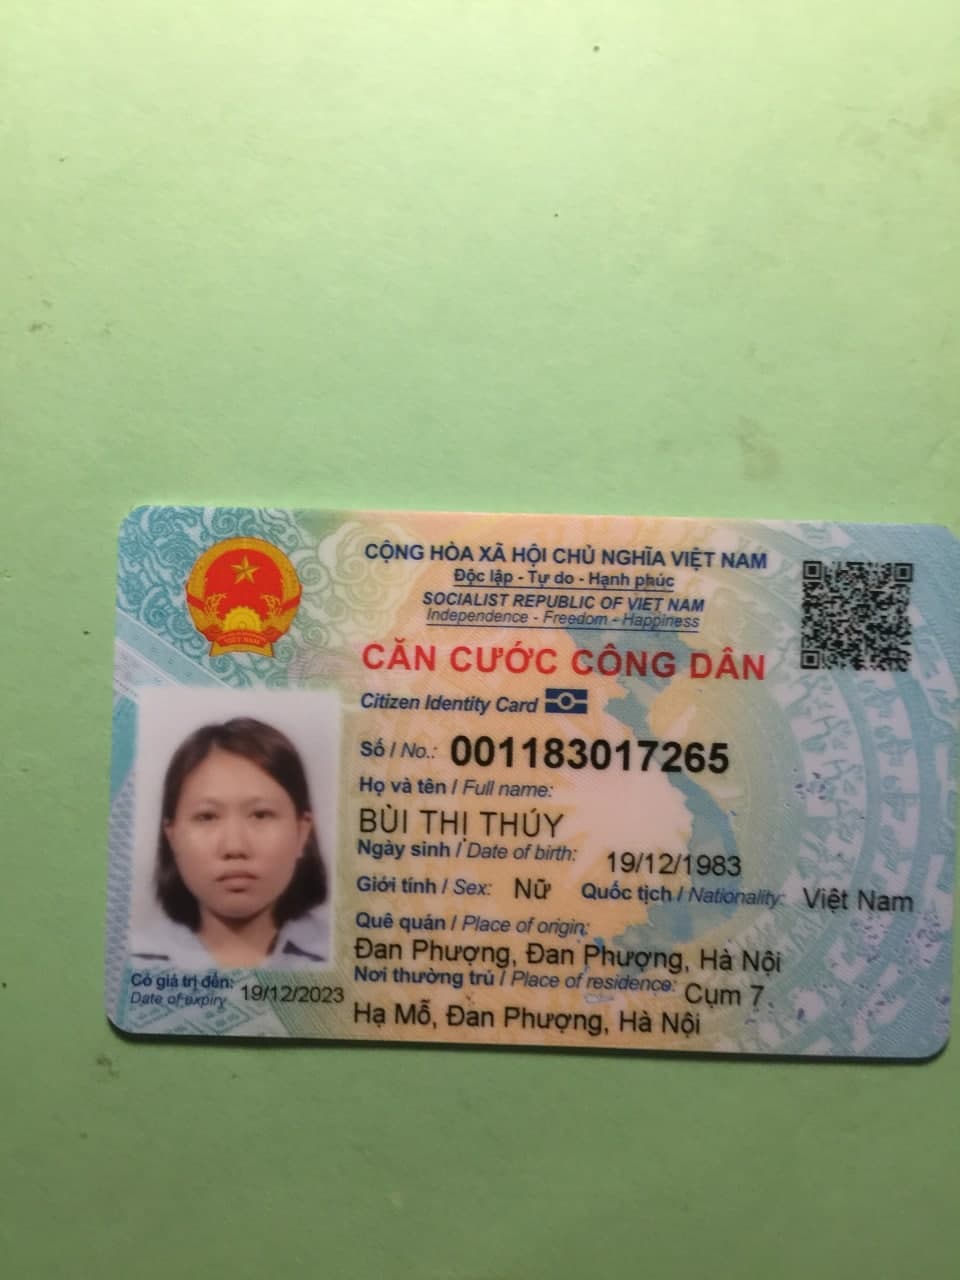 CỘNG HÒA XÃ HỘI CHỦ NGHĨA VIỆT NAM
Độc lập - Tự do - Hạnh phúc
SOCIALIST REPUBLIC OF VIET NAM
Independence - Freedom - Happiness
CĂN CƯỚC CÔNG DÂN
Citizen Identity Card
Số / No.: 001183017265
Họ và tên / Full name:
BÙI THỊ THÚY
Ngày sinh / Date of birth: 19/12/1983
Giới tính / Sex: Nữ Quốc tịch / Nationality: Việt Nam
Quê quán / Place of origin:
Đan Phượng, Đan Phượng, Hà Nội
Nơi thường trú / Place of residence: Cụm 7
Hạ Mỗ, Đan Phượng, Hà Nội
Có giá trị đến: 19/12/2023
Date of expiry
VIỆT NAM